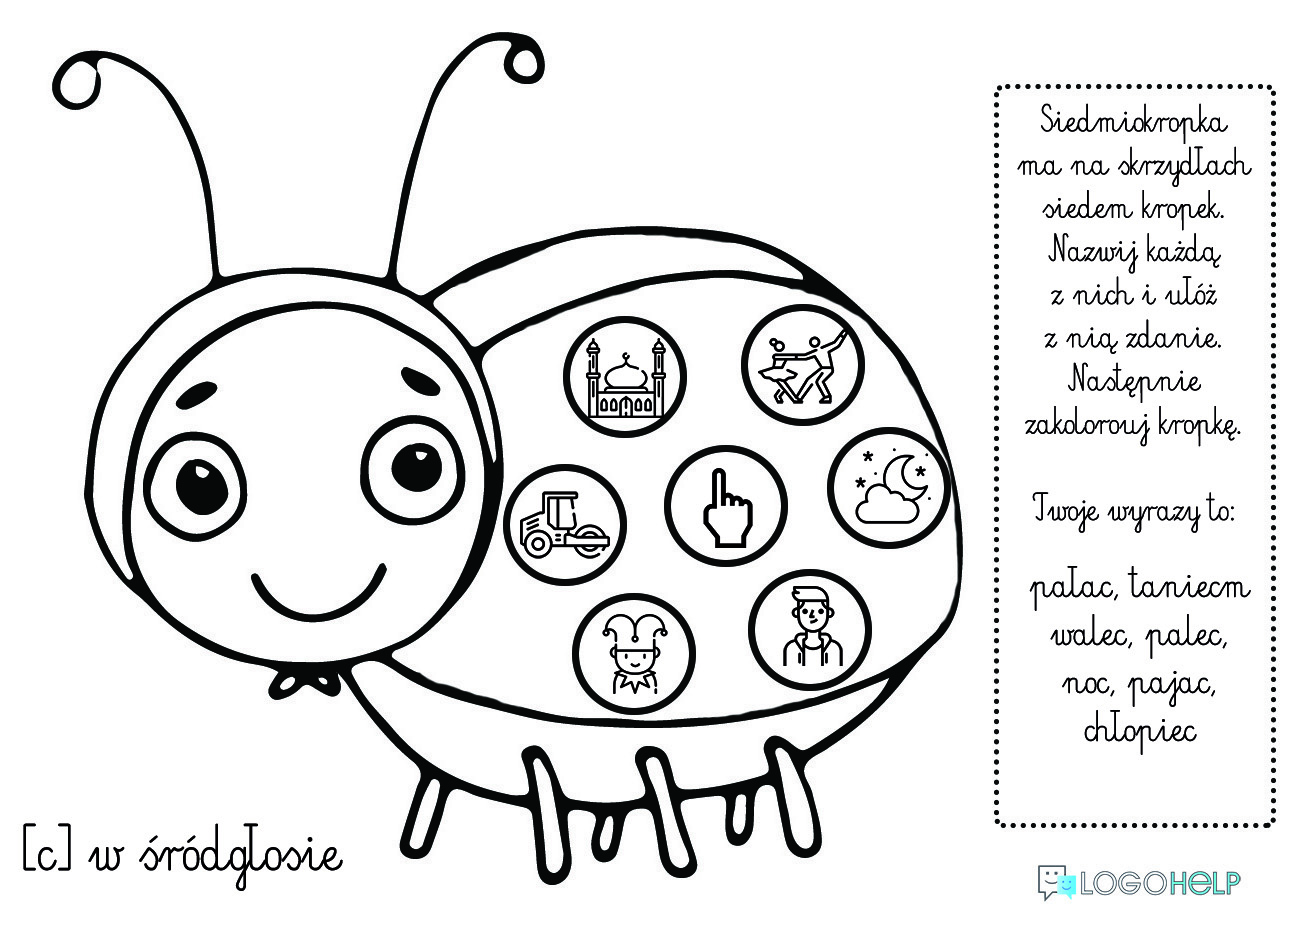 Siedmiokropka
ma na skrzydłach
siedem kropek.
Nazwij każdą
z nich i ułóż
z nią zdanie.
Następnie
zakoloruj kropkę.
Twoje wyrazy to:
pałac, taniecm
walec, palec,
noc, pajac,
chłopiec
[c] w śródgłosie
LOGOHELP